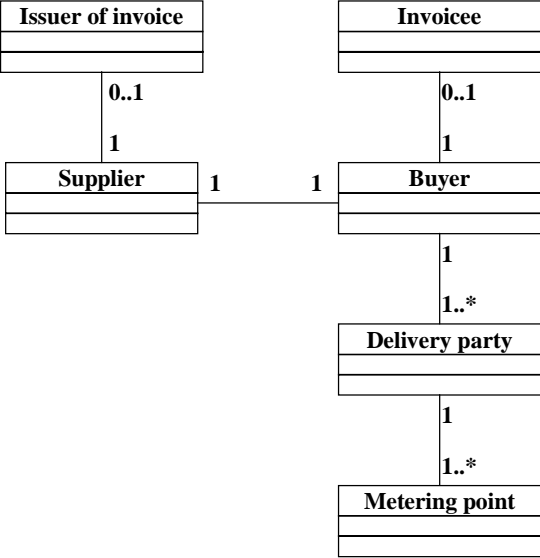 Issuer of invoice
Invoicee
0..1
0..1
1
1
Supplier
1
1
Buyer
1
1..*
Delivery party
1
1..*
Metering point